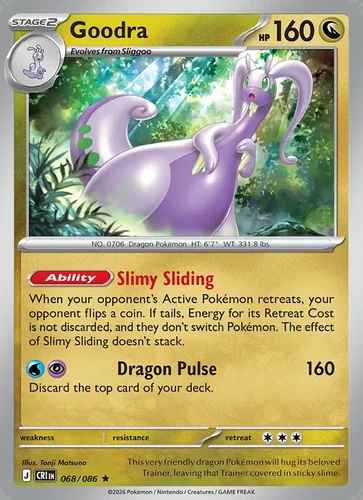 STAGE2 Goodra HP 160
Evolves from Sliggoo
NO. 0706 Dragon Pokémon HT: 6'7" WT: 331.8 lbs.
Ability Slimy Sliding
When your opponent's Active Pokémon retreats, your
opponent flips a coin. If tails, Energy for its Retreat Cost
is not discarded, and they don't switch Pokémon. The effect
of Slimy Sliding doesn't stack.
Dragon Pulse 160
Discard the top card of your deck.
weakness resistance retreat
Illus. Tonji Matsuno
This very friendly dragon Pokémon will hug its beloved
Trainer, leaving that Trainer covered in sticky slime.
J CRI EN 068/086 ★
©2026 Pokémon / Nintendo / Creatures / GAME FREAK